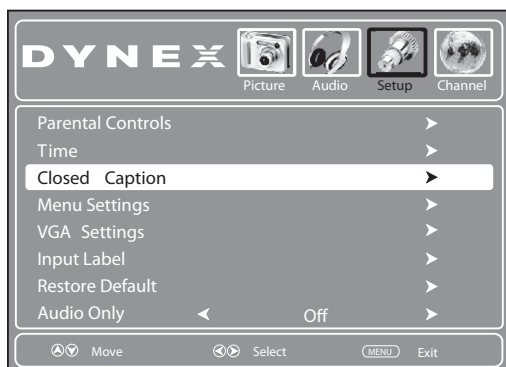 DYNEX
Picture Audio Setup Channel
Parental Controls
Time
Closed Caption
Menu Settings
VGA Settings
Input Label
Restore Default
Audio Only Off
Move Select MENU Exit